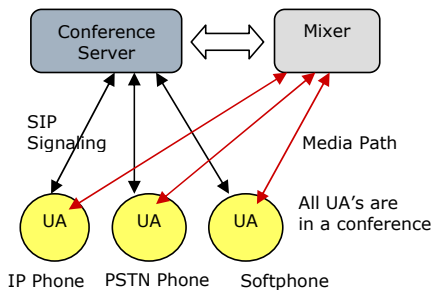 Conference
Server
Mixer
SIP
Signaling
Media Path
UA
UA
UA
All UA's are
in a conference
IP Phone
PSTN Phone
Softphone